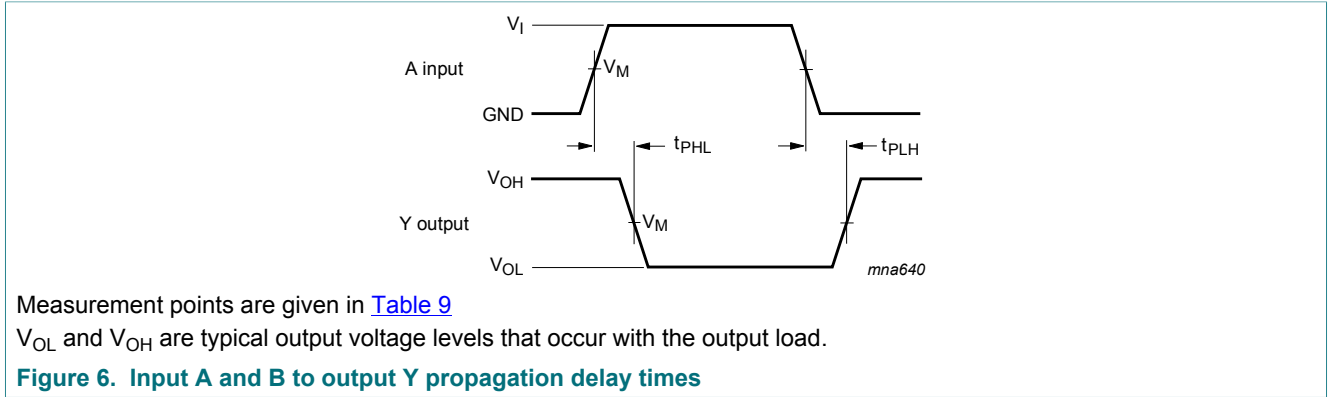 VI
A input
VM
GND
tPHL
tPLH
VOH
Y output
VM
VOL
mna640
Measurement points are given in Table 9
VOL and VOH are typical output voltage levels that occur with the output load.
Figure 6. Input A and B to output Y propagation delay times